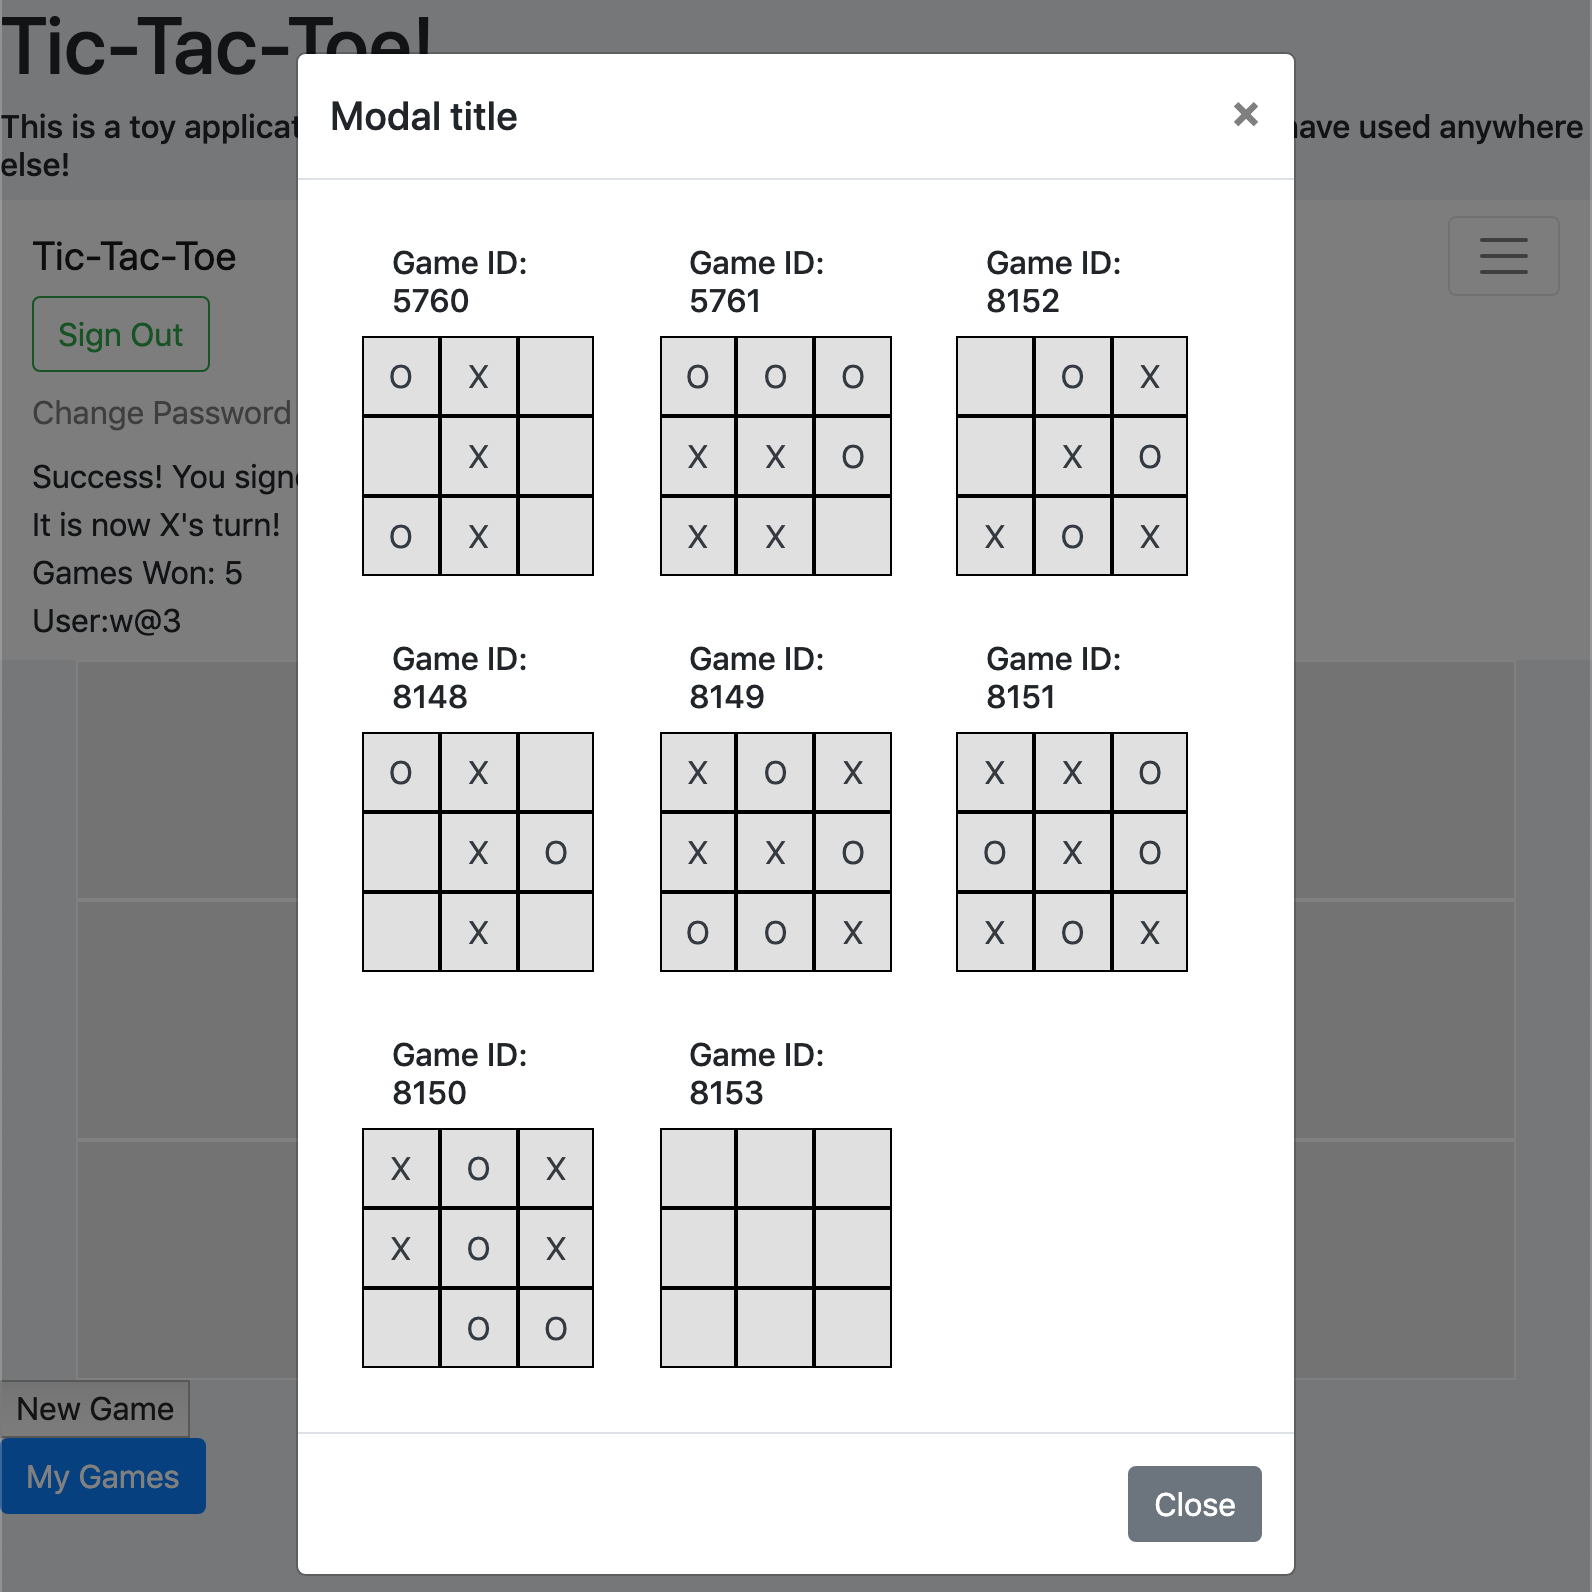 Tic-Tac-Toe!
This is a toy applicat
have used anywhere
else!
Modal title
×
Tic-Tac-Toe
Sign Out
Change Password
Success! You signe
It is now X's turn!
Games Won: 5
User:w@3
Game ID:
5760
O X
X
O X
Game ID:
5761
O O O
X X O
X X
Game ID:
8152
O X
X O
X O X
Game ID:
8148
O X
X O
X
Game ID:
8149
X O X
X X O
O O X
Game ID:
8151
X X O
O X O
X O X
Game ID:
8150
X O X
X O X
O O
Game ID:
8153
New Game
My Games
Close